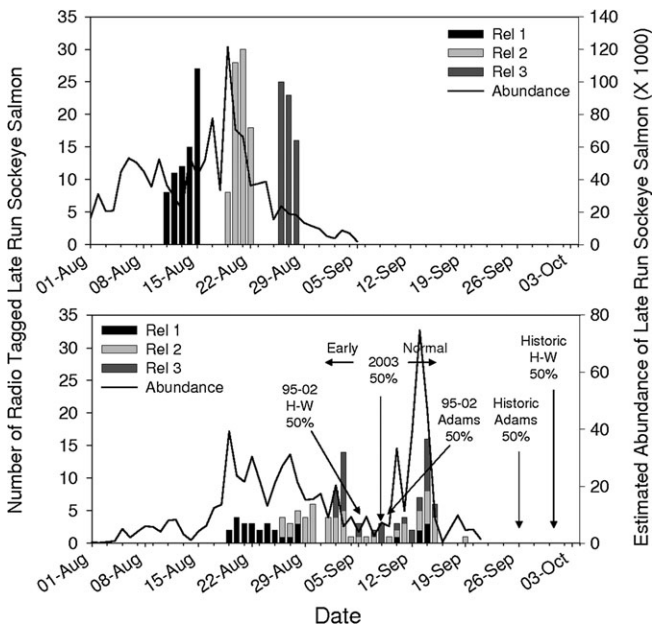 Number of Radio Tagged Late Run Sockeye Salmon
Estimated Abundance of Late Run Sockeye Salmon (X 1000)
35
30
25
20
15
10
5
0
140
120
100
80
60
40
20
0
Rel 1
Rel 2
Rel 3
Abundance
01-Aug
08-Aug
15-Aug
22-Aug
29-Aug
05-Sep
12-Sep
19-Sep
26-Sep
03-Oct
35
30
25
20
15
10
5
0
80
60
40
20
0
Rel 1
Rel 2
Rel 3
Abundance
Early
Normal
2003
50%
95-02
H-W
50%
95-02
Adams
50%
Historic
Adams
50%
Historic
H-W
50%
01-Aug
08-Aug
15-Aug
22-Aug
29-Aug
05-Sep
12-Sep
19-Sep
26-Sep
03-Oct
Date